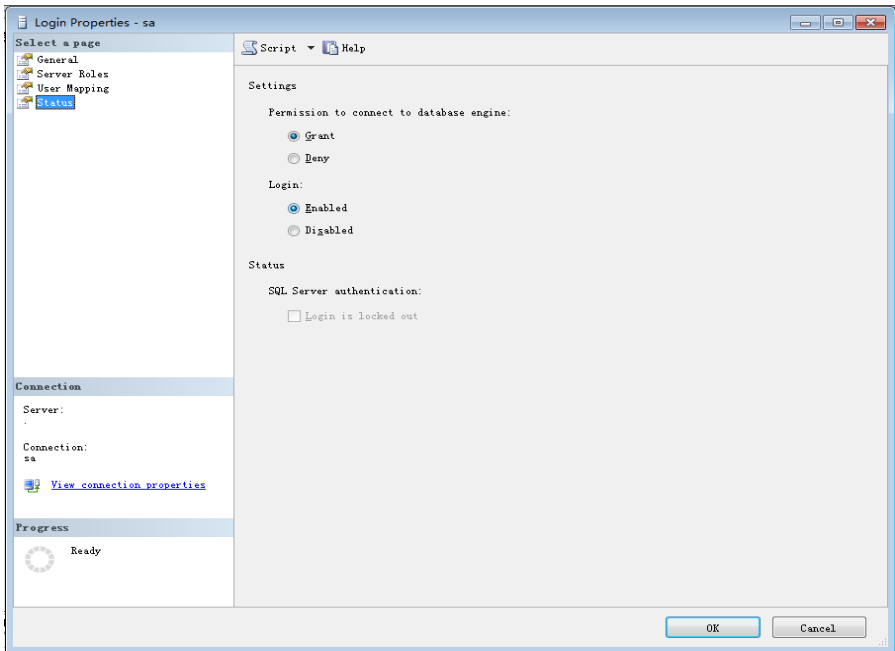 Login Properties - sa
Select a page
General
Server Roles
User Mapping
Status
Script Help
Settings
Permission to connect to database engine:
Grant
Deny
Login:
Enabled
Disabled
Status
SQL Server authentication:
Login is locked out
Connection
Server:
.
Connection:
sa
View connection properties
Progress
Ready
OK Cancel